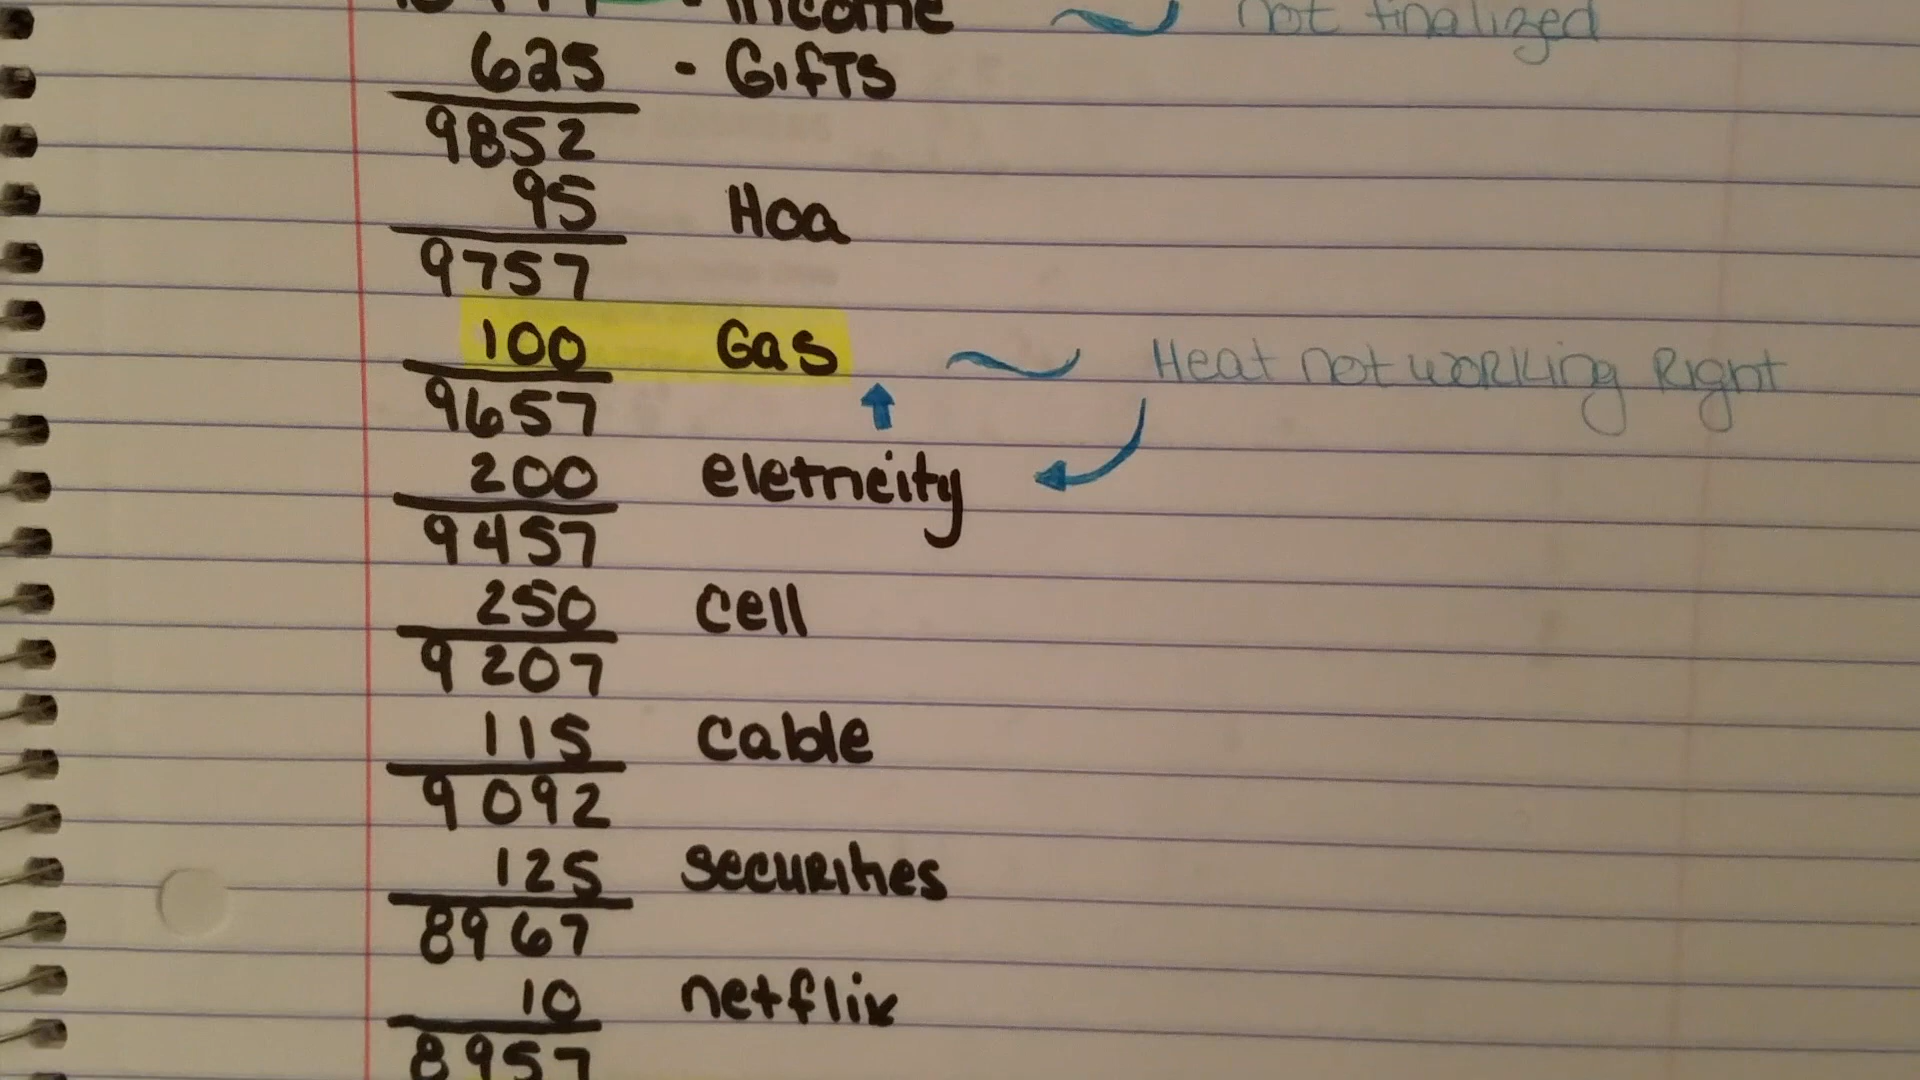 income not finalized
625 - Gifts
9852
95 Hoa
9757
100 Gas Heat not working Right
9657
200 eletricity
9457
250 cell
9207
115 cable
9092
125 securities
8967
10 netflix
8957